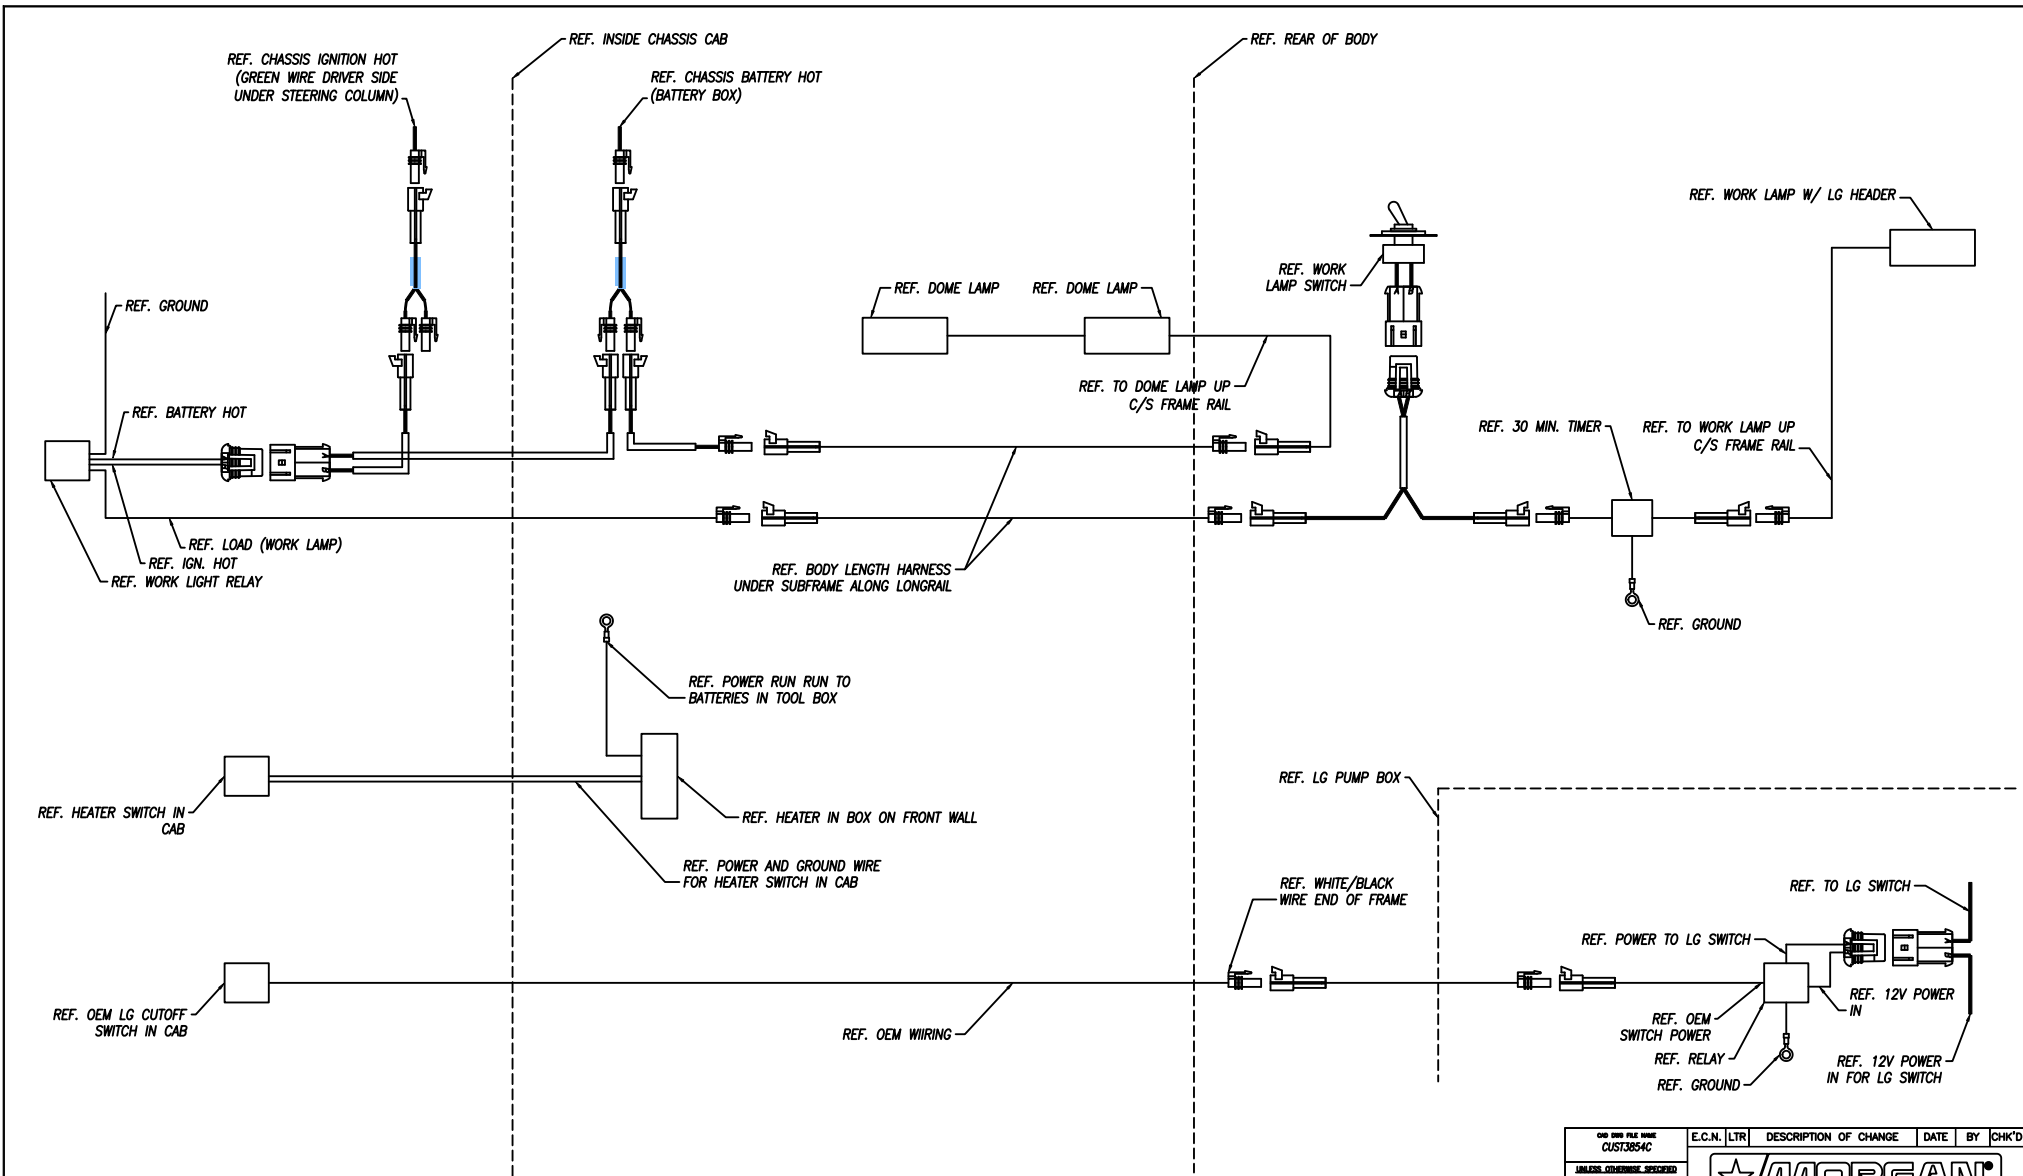 REF. INSIDE CHASSIS CAB
REF. REAR OF BODY
REF. CHASSIS IGNITION HOT
(GREEN WIRE DRIVER SIDE
UNDER STEERING COLUMN)
REF. CHASSIS BATTERY HOT
(BATTERY BOX)
REF. WORK LAMP W/ LG HEADER
REF. WORK
LAMP SWITCH
REF. GROUND
REF. DOME LAMP
REF. DOME LAMP
A B
REF. TO DOME LAMP UP
C/S FRAME RAIL
REF. BATTERY HOT
REF. 30 MIN. TIMER
REF. TO WORK LAMP UP
C/S FRAME RAIL
REF. LOAD (WORK LAMP)
REF. IGN. HOT
REF. WORK LIGHT RELAY
REF. BODY LENGTH HARNESS
UNDER SUBFRAME ALONG LONGRAIL
REF. GROUND
REF. POWER RUN RUN TO
BATTERIES IN TOOL BOX
REF. HEATER SWITCH IN
CAB
REF. HEATER IN BOX ON FRONT WALL
REF. LG PUMP BOX
REF. POWER AND GROUND WIRE
FOR HEATER SWITCH IN CAB
REF. WHITE/BLACK
WIRE END OF FRAME
REF. TO LG SWITCH
REF. POWER TO LG SWITCH
REF. OEM LG CUTOFF
SWITCH IN CAB
REF. OEM WIIRING
REF. 12V POWER
IN
REF. OEM
SWITCH POWER
REF. RELAY
REF. GROUND
REF. 12V POWER
IN FOR LG SWITCH
CAD DWG FILE NAME
CUST3854C
E.C.N. LTR DESCRIPTION OF CHANGE DATE BY CHK'D
UNLESS OTHERWISE SPECIFIED
MORGAN®